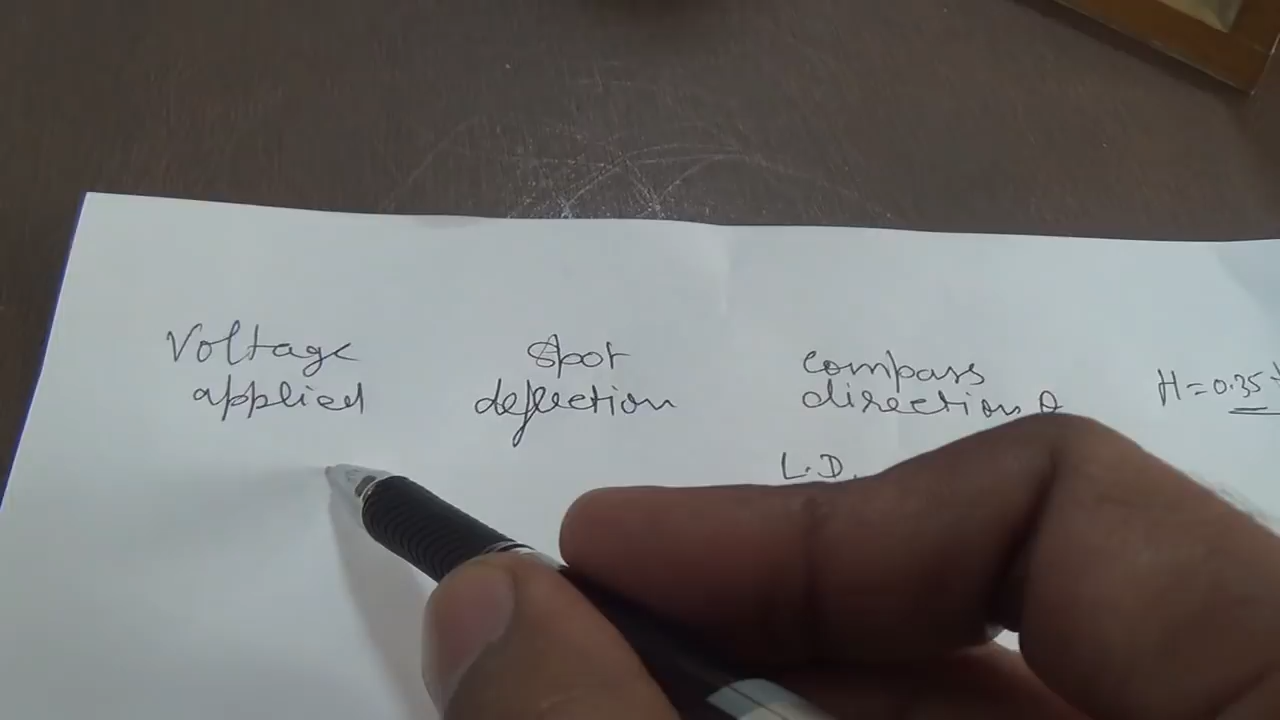 Voltage applied
spot deflection
compass direction θ
L.D.
H=0.35